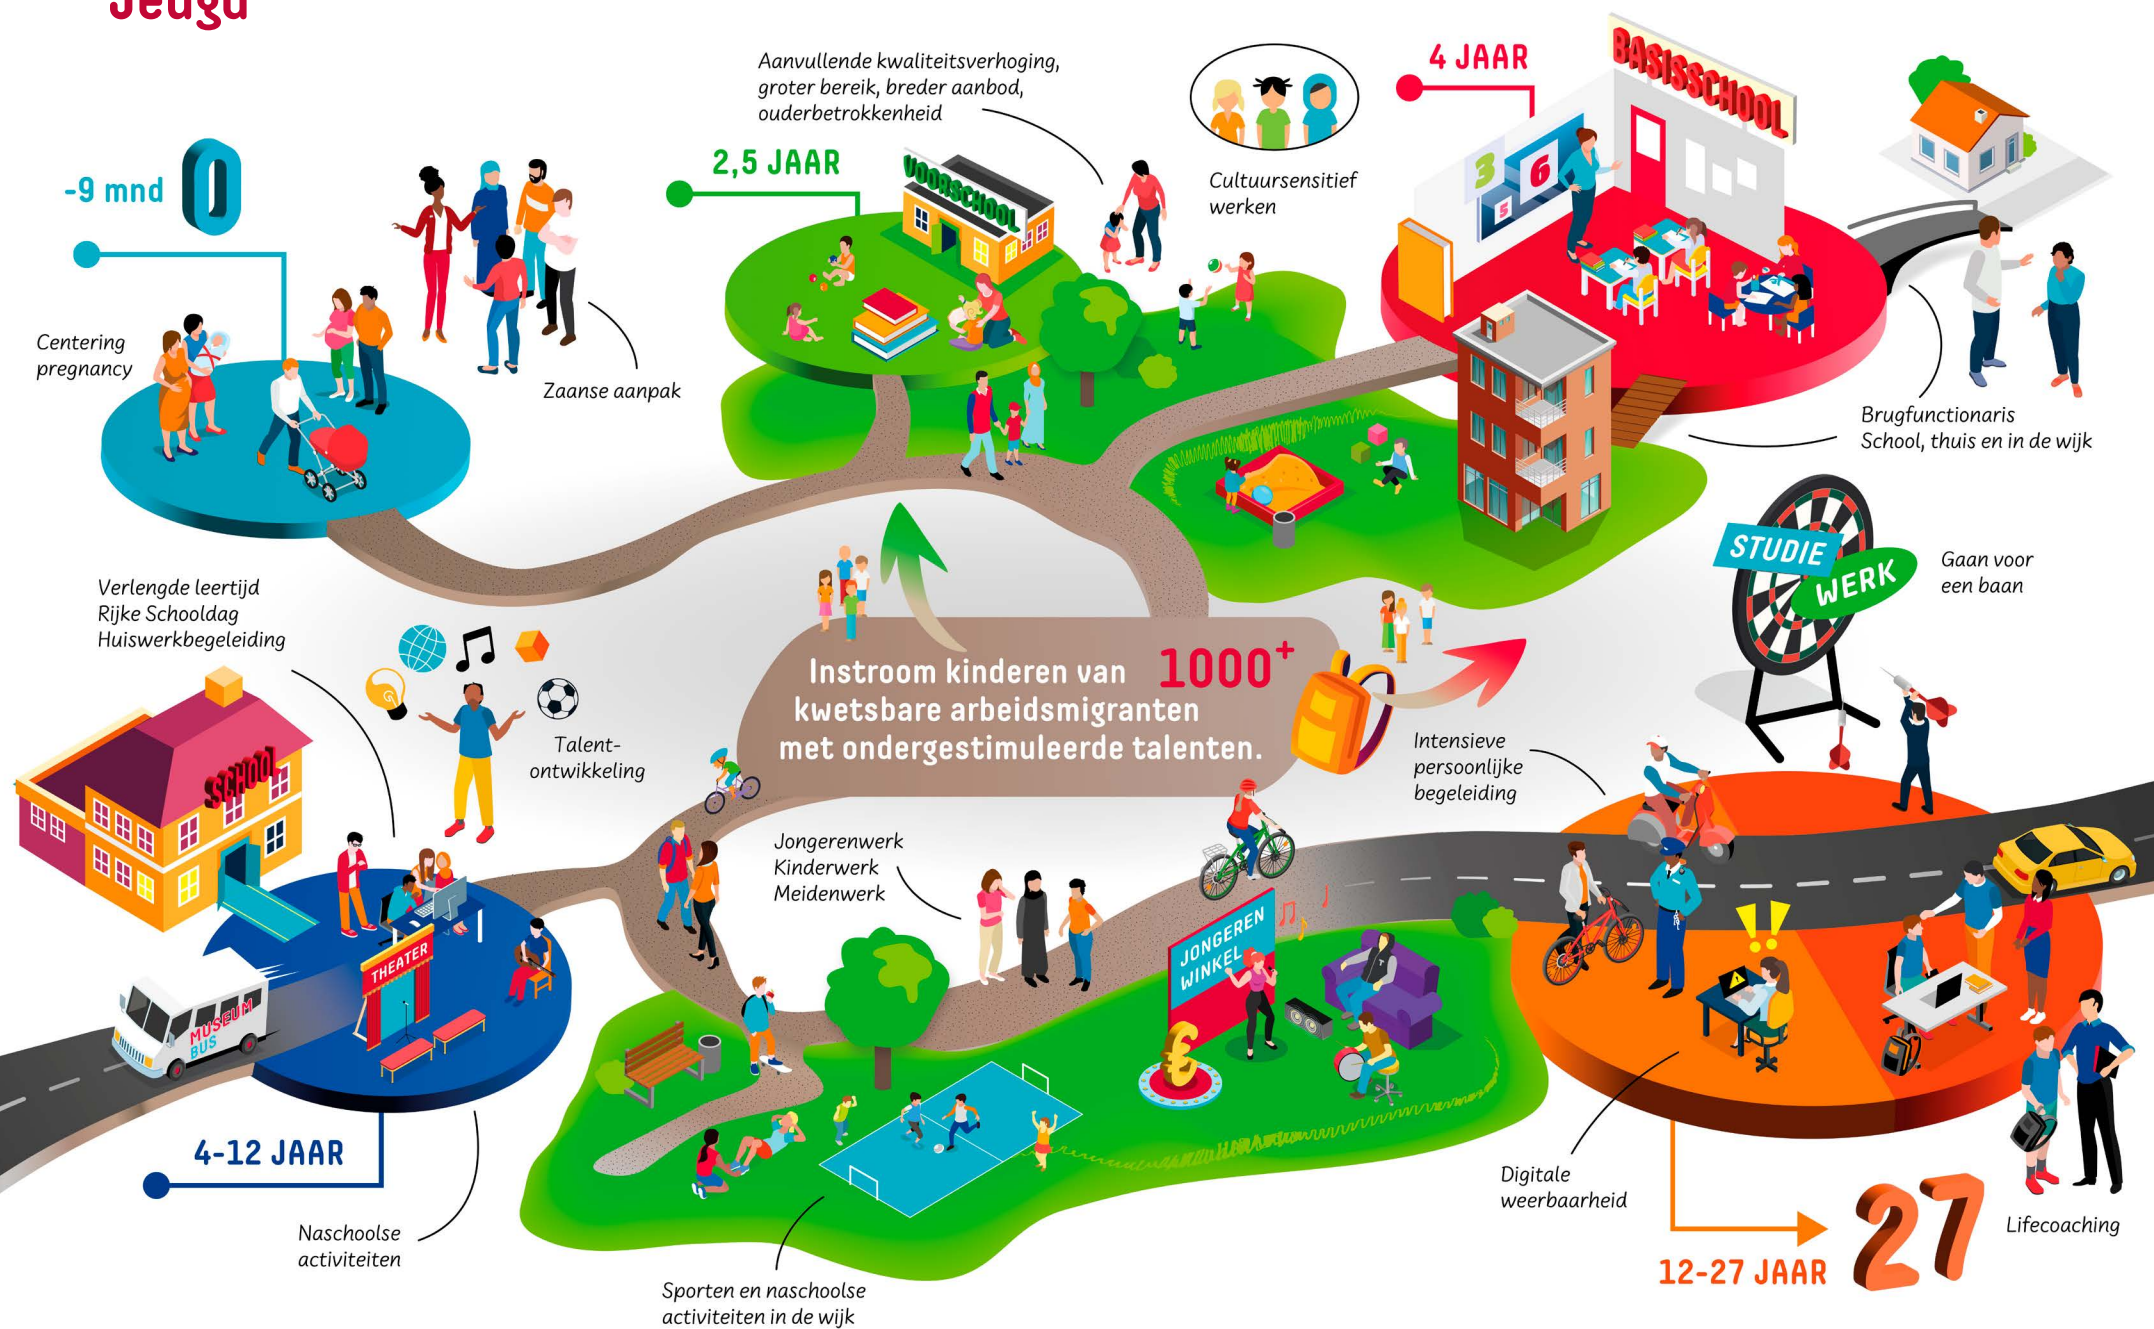 Jeugd
-9 mnd 0
Centering
pregnancy
Zaanse aanpak
Aanvullende kwaliteitsverhoging,
groter bereik, breder aanbod,
ouderbetrokkenheid
2,5 JAAR
VOORSCHOOL
Cultuursensitief
werken
4 JAAR
BASISSCHOOL
3
6
5
Brugfunctionaris
School, thuis en in de wijk
STUDIE
WERK
Gaan voor
een baan
Verlengde leertijd
Rijke Schooldag
Huiswerkbegeleiding
SCHOOL
Talent-
ontwikkeling
Instroom kinderen van 1000+
kwetsbare arbeidsmigranten
met ondergestimuleerde talenten.
Intensieve
persoonlijke
begeleiding
Jongerenwerk
Kinderwerk
Meidenwerk
THEATER
MUSEUM
BUS
JONGEREN
WINKEL
€
4-12 JAAR
Naschoolse
activiteiten
Sporten en naschoolse
activiteiten in de wijk
!!
Digitale
weerbaarheid
12-27 JAAR 27
Lifecoaching